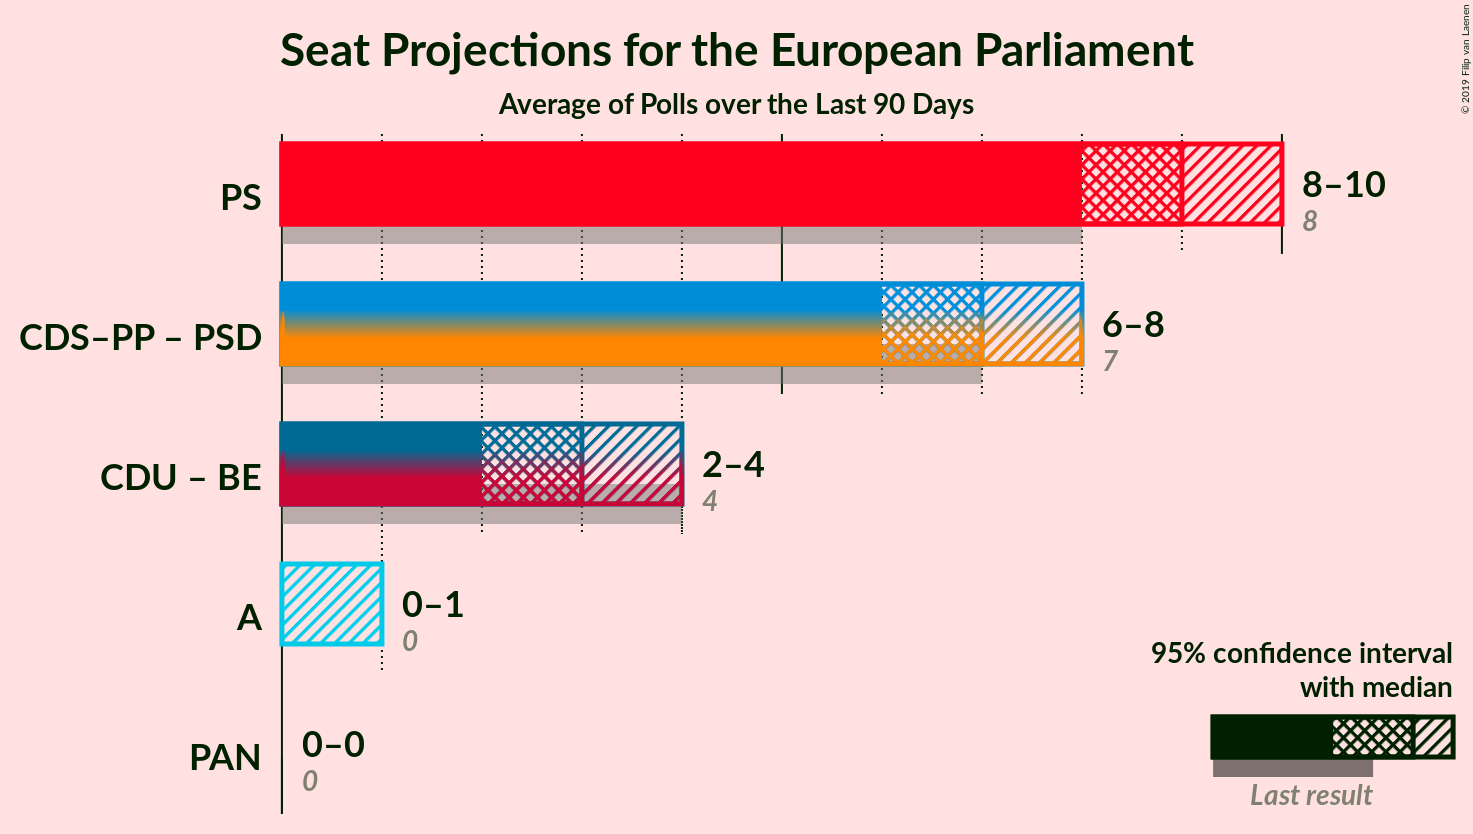 Seat Projections for the European Parliament
Average of Polls over the Last 90 Days
© 2019 Filip van Laenen
PS
8–10
8
CDS–PP – PSD
6–8
7
CDU – BE
2–4
4
A
0–1
0
PAN
0–0
0
95% confidence interval
with median
Last result